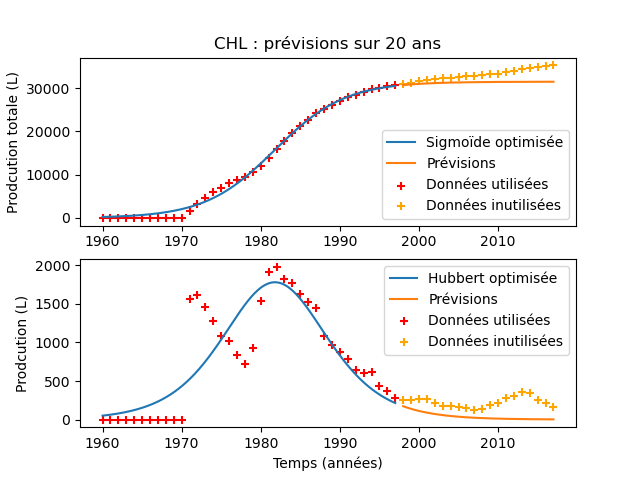 CHL : prévisions sur 20 ans
Prodcution totale (L)
30000
20000
10000
0
Sigmoïde optimisée
Prévisions
Données utilisées
Données inutilisées
1960 1970 1980 1990 2000 2010
Prodcution (L)
2000
1500
1000
500
0
Hubbert optimisée
Prévisions
Données utilisées
Données inutilisées
1960 1970 1980 1990 2000 2010
Temps (années)